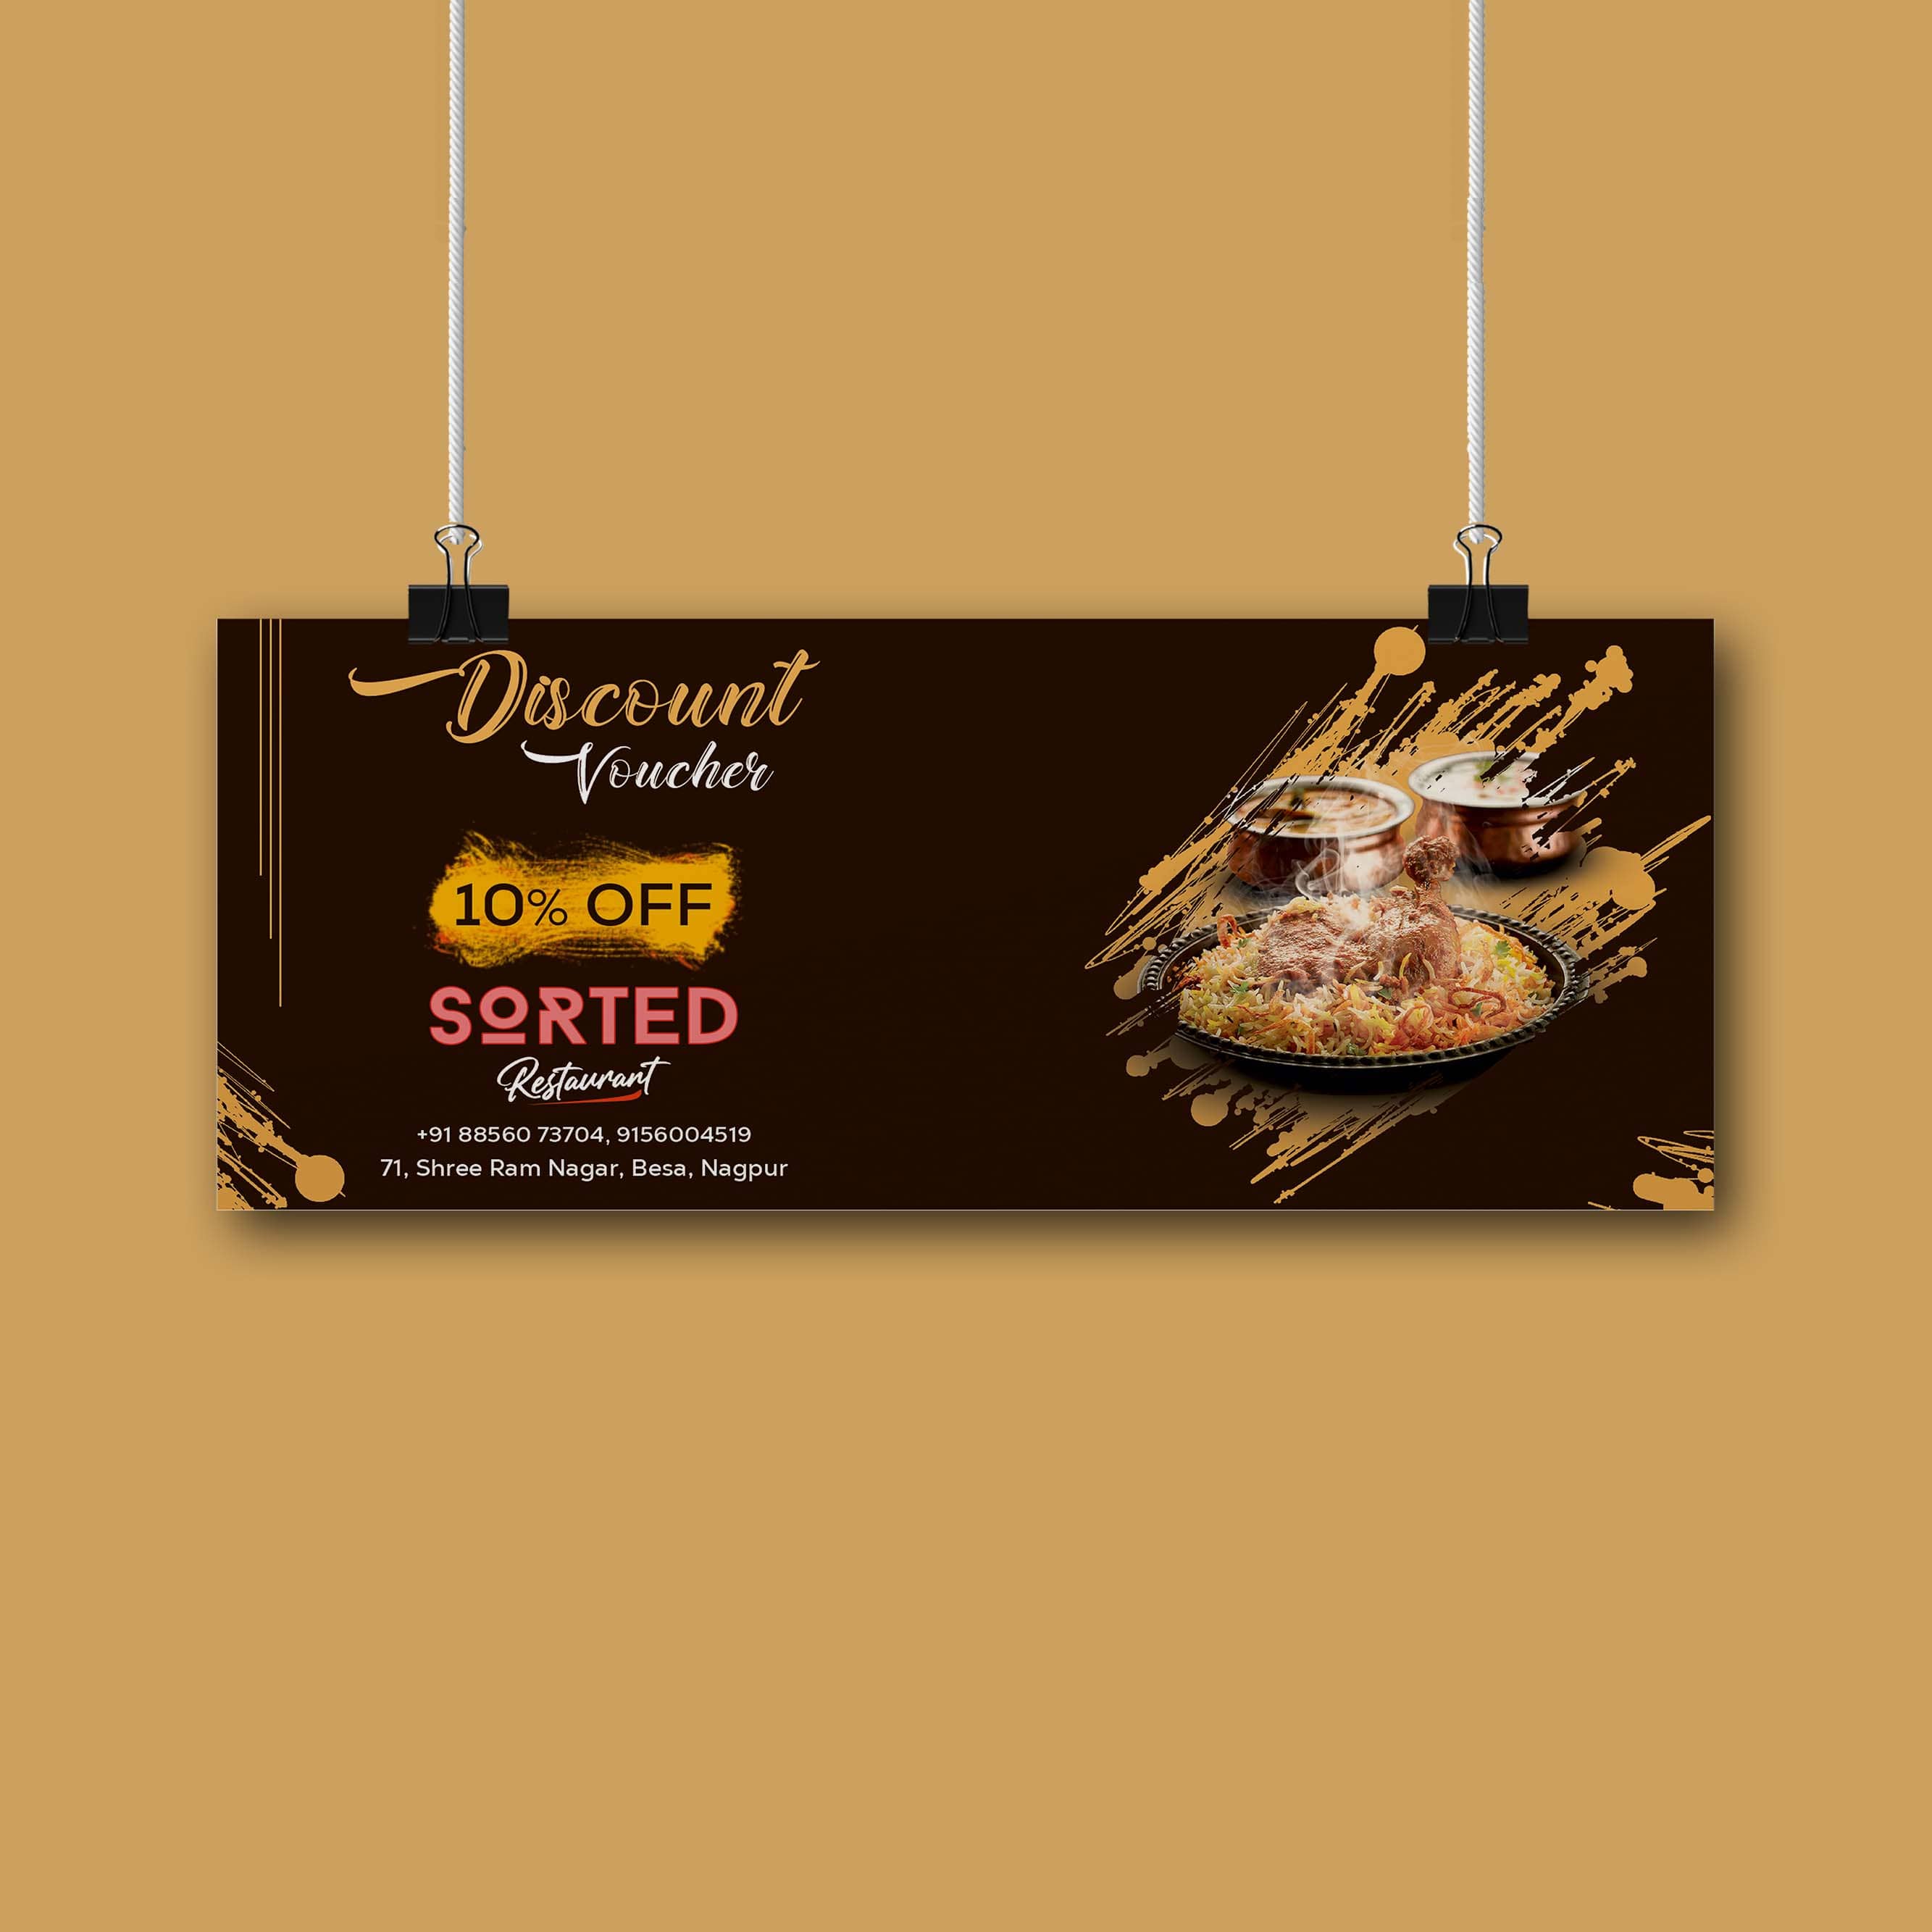 Discount
Voucher
10% OFF
SORTED
Restaurant
+91 88560 73704, 9156004519
71, Shree Ram Nagar, Besa, Nagpur